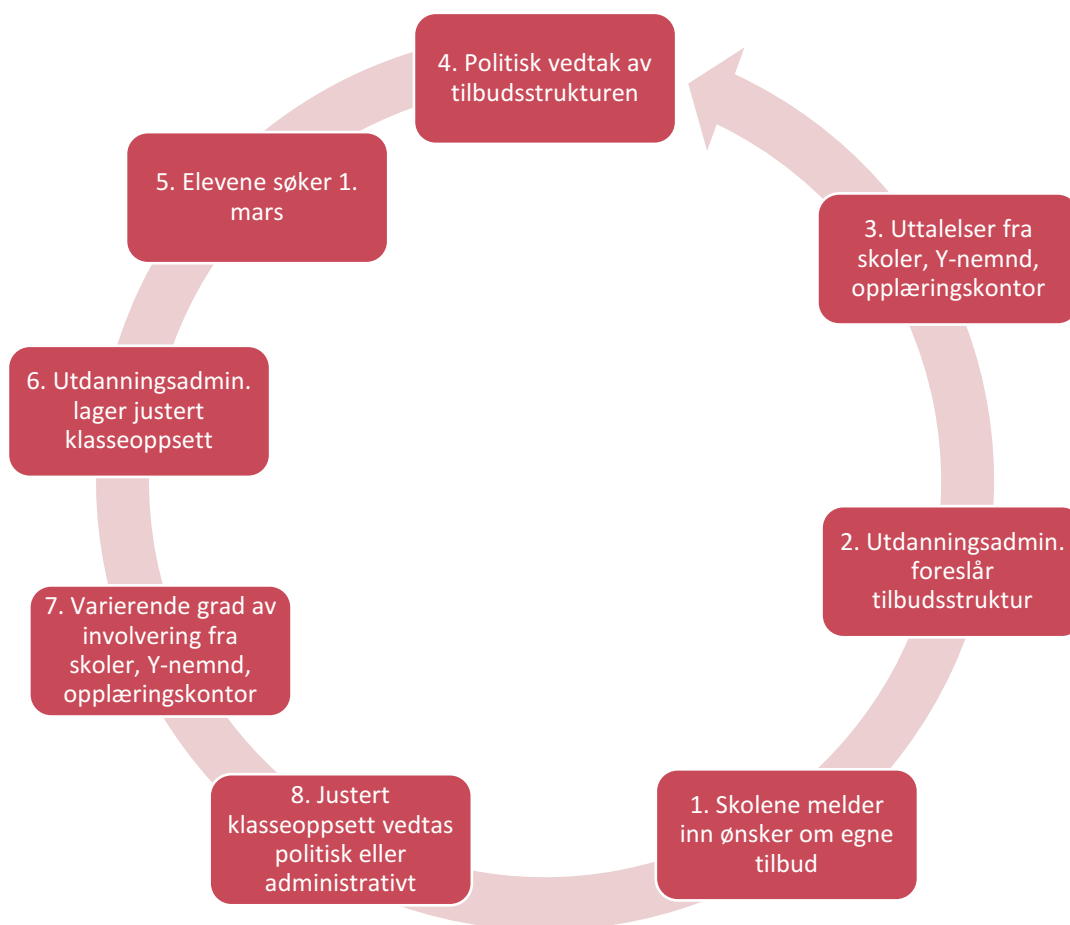 4. Politisk vedtak av
tilbudsstrukturen
5. Elevene søker 1.
mars
3. Uttalelser fra
skoler, Y-nemnd,
opplæringskontor
6. Utdanningsadmin.
lager justert
klasseoppsett
2. Utdanningsadmin.
foreslår
tilbudsstruktur
7. Varierende grad av
involvering fra
skoler, Y-nemnd,
opplæringskontor
8. Justert
klasseoppsett vedtas
politisk eller
administrativt
1. Skolene melder
inn ønsker om egne
tilbud